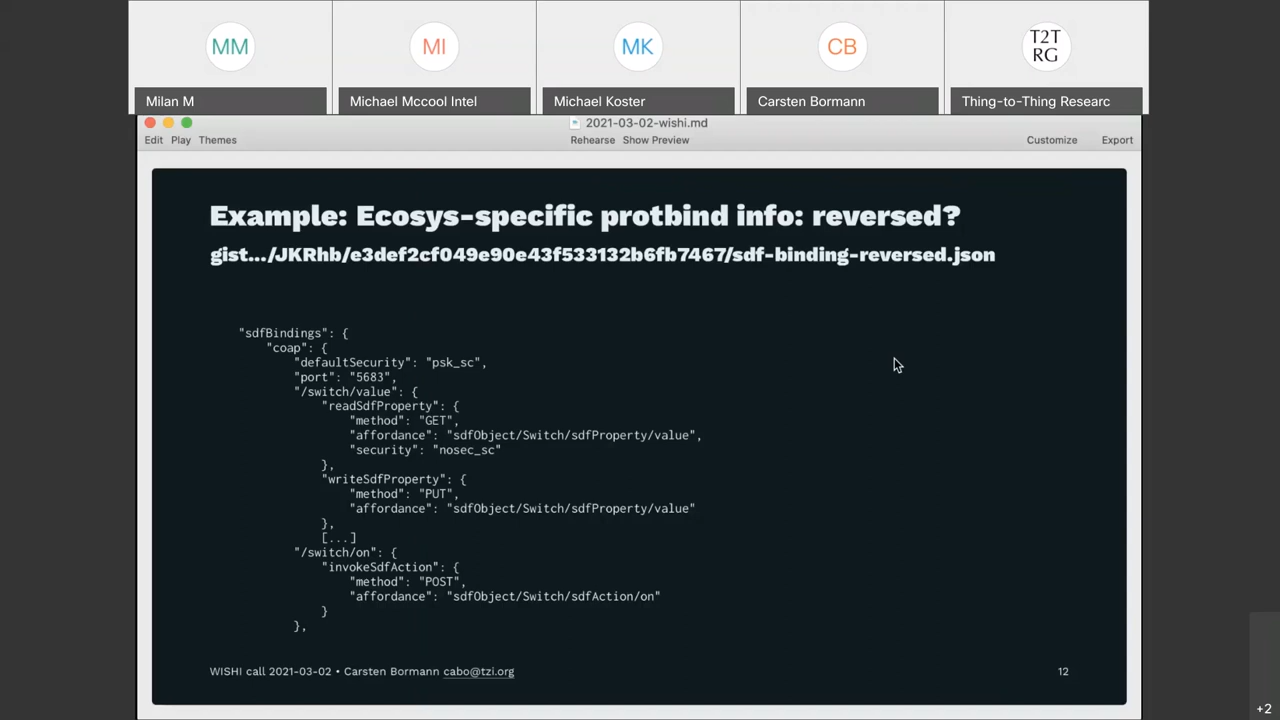 MM
MI
MK
CB
T2T
RG
Milan M
Michael Mccool Intel
Michael Koster
Carsten Bormann
Thing-to-Thing Researc
2021-03-02-wishi.md
Edit Play Themes
Rehearse Show Preview
Customize Export
Example: Ecosys-specific protbind info: reversed?
gist.../JKRhb/e3def2cf049e90e43f533132b6fb7467/sdf-binding-reversed.json
"sdfBindings": {
"coap": {
"defaultSecurity": "psk_sc",
"port": "5683",
"/switch/value": {
"readSdfProperty": {
"method": "GET",
"affordance": "sdfObject/Switch/sdfProperty/value",
"security": "nosec_sc"
},
"writeSdfProperty": {
"method": "PUT",
"affordance": "sdfObject/Switch/sdfProperty/value"
},
[...]
"/switch/on": {
"invokeSdfAction": {
"method": "POST",
"affordance": "sdfObject/Switch/sdfAction/on"
}
},
WISHI call 2021-03-02 • Carsten Bormann cabo@tzi.org
12
+2